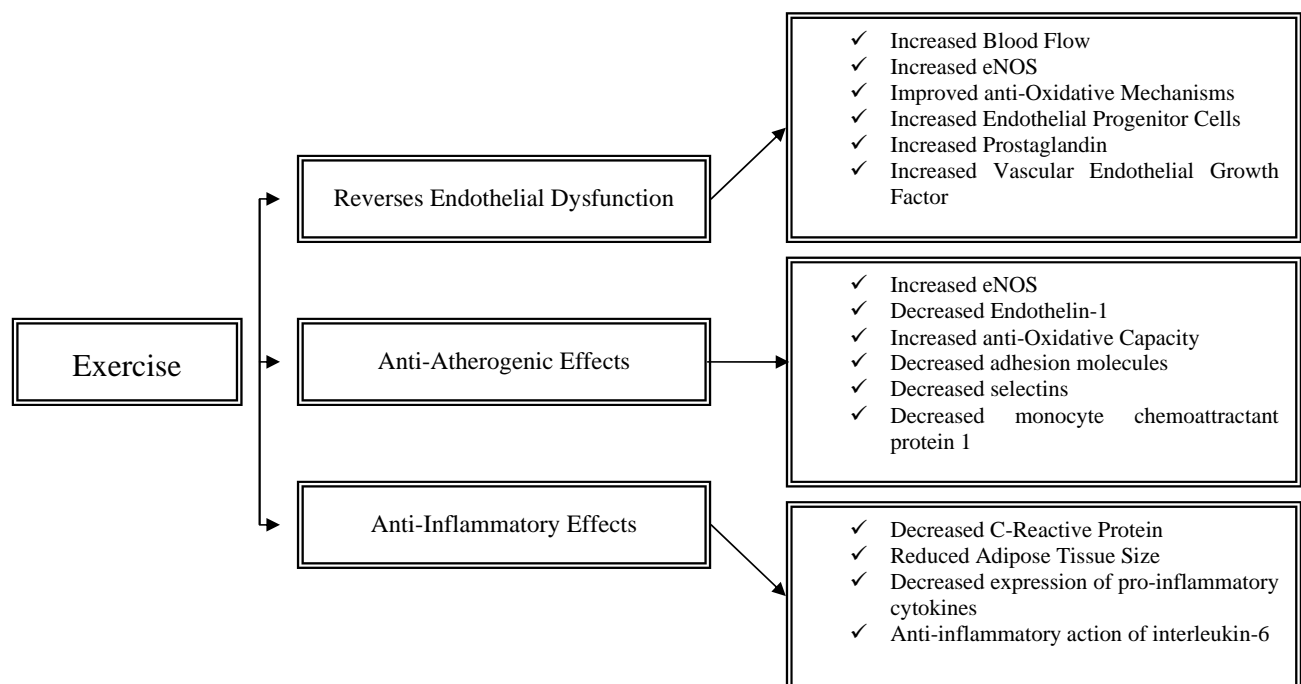 Exercise
Reverses Endothelial Dysfunction
✓ Increased Blood Flow
✓ Increased eNOS
✓ Improved anti-Oxidative Mechanisms
✓ Increased Endothelial Progenitor Cells
✓ Increased Prostaglandin
✓ Increased Vascular Endothelial Growth
Factor
Anti-Atherogenic Effects
✓ Increased eNOS
✓ Decreased Endothelin-1
✓ Increased anti-Oxidative Capacity
✓ Decreased adhesion molecules
✓ Decreased selectins
✓ Decreased monocyte chemoattractant
protein 1
Anti-Inflammatory Effects
✓ Decreased C-Reactive Protein
✓ Reduced Adipose Tissue Size
✓ Decreased expression of pro-inflammatory
cytokines
✓ Anti-inflammatory action of interleukin-6